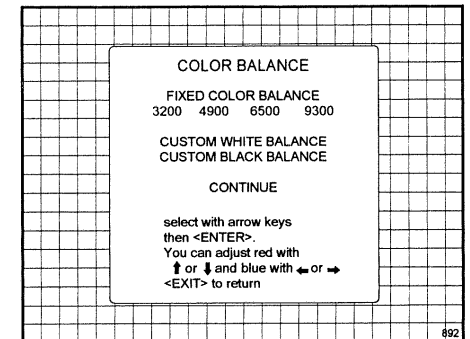 COLOR BALANCE
FIXED COLOR BALANCE
3200 4900 6500 9300
CUSTOM WHITE BALANCE
CUSTOM BLACK BALANCE
CONTINUE
select with arrow keys
then <ENTER>.
You can adjust red with
⬆ or ⬇ and blue with ⬅ or ➡
<EXIT> to return
892